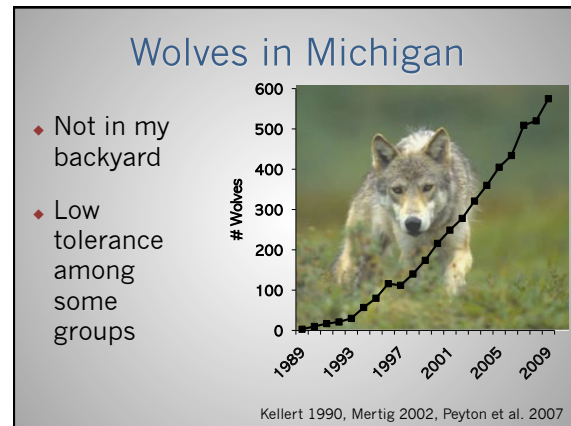 Wolves in Michigan
◆ Not in my
backyard
◆ Low
tolerance
among
some
groups
# Wolves
600
500
400
300
200
100
0
1989
1993
1997
2001
2005
2009
Kellert 1990, Mertig 2002, Peyton et al. 2007